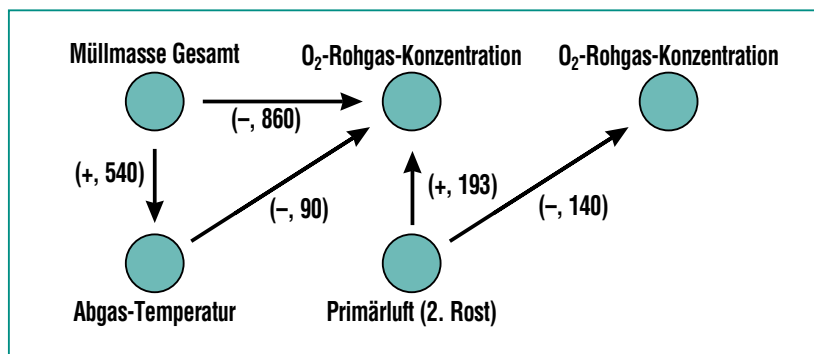 Müllmasse Gesamt
O₂-Rohgas-Konzentration
O₂-Rohgas-Konzentration
(–, 860)
(+, 540)
(–, 90)
(+, 193)
(–, 140)
Abgas-Temperatur
Primärluft (2. Rost)